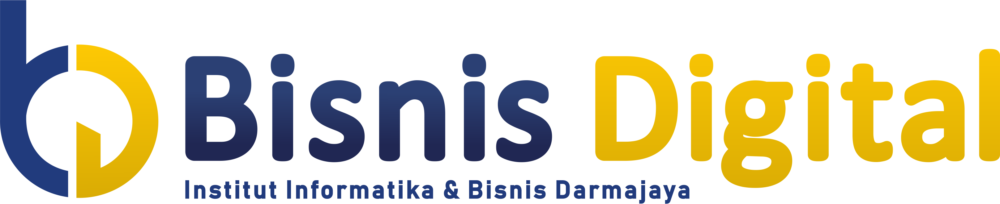 Bisnis Digital
Institut Informatika & Bisnis Darmajaya